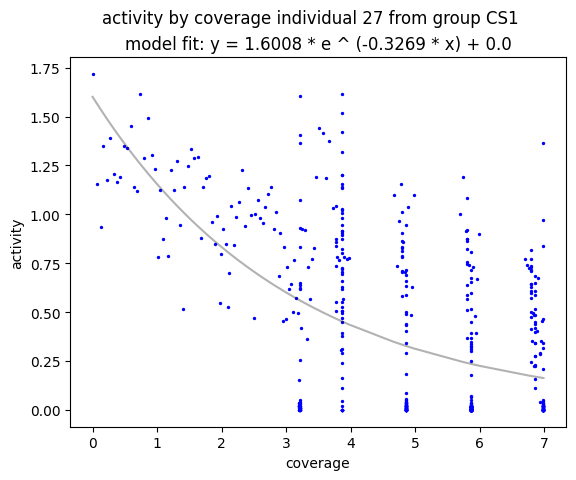 activity by coverage individual 27 from group CS1
model fit: y = 1.6008 * e ^ (-0.3269 * x) + 0.0
1.75
1.50
1.25
1.00
0.75
0.50
0.25
0.00
activity
0 1 2 3 4 5 6 7
coverage